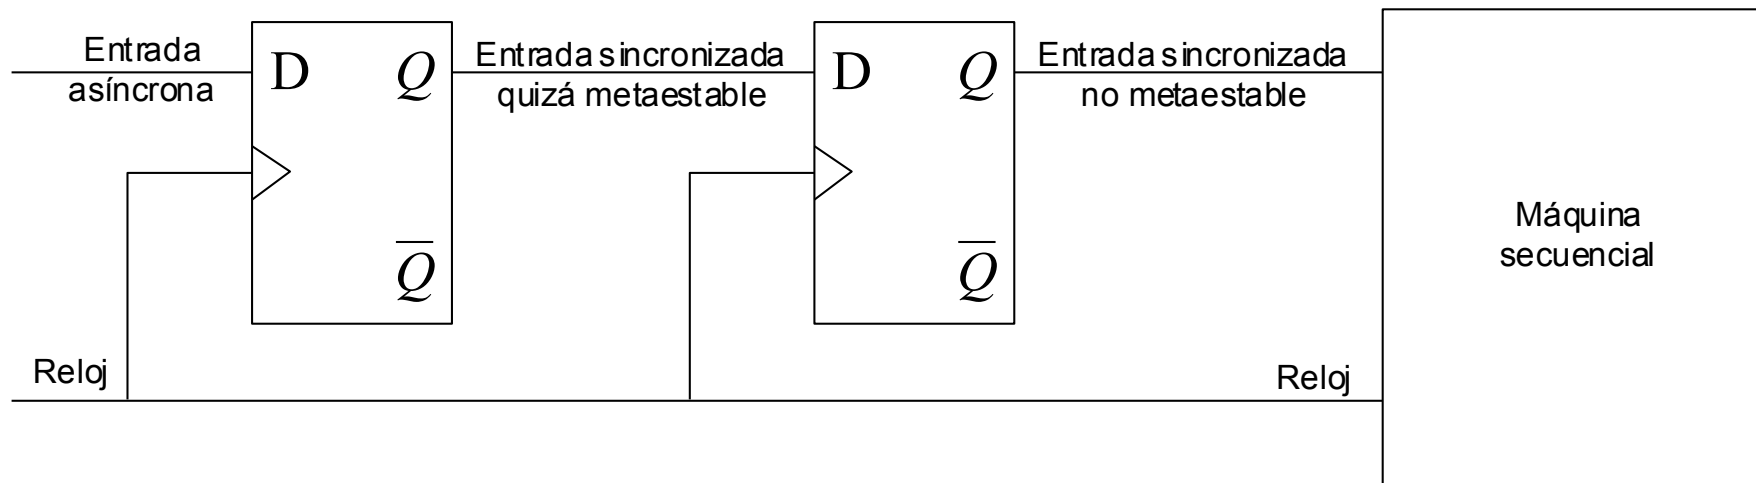 Entrada
asíncrona
D Q
Q
Entrada sincronizada
quizá metaestable
D Q
Q
Entrada sincronizada
no metaestable
Máquina
secuencial
Reloj
Reloj